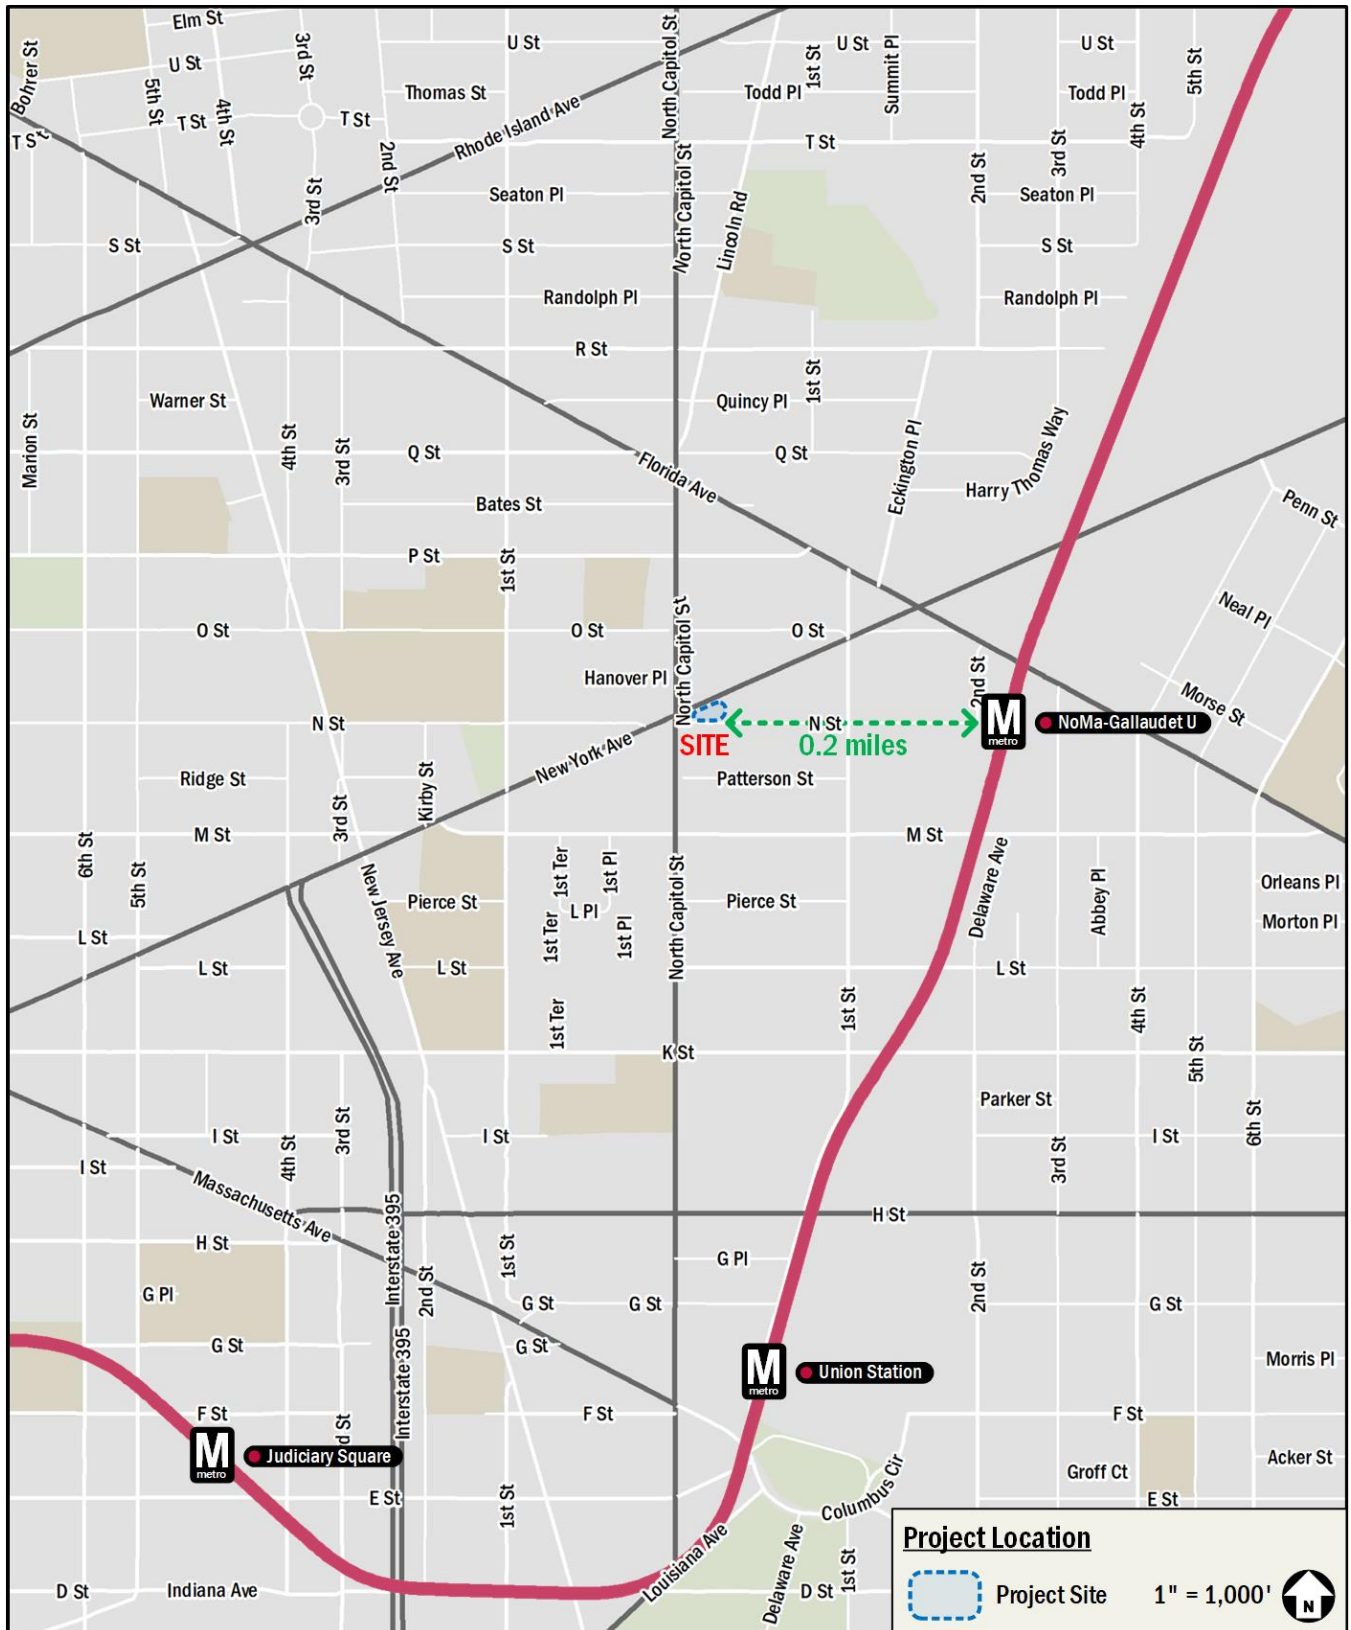 Elm St
U St
North Capitol St
U St
Summit Pl
U St
3rd St
1st St
5th St
Bohrer St
U St
5th St
4th St
Thomas St
Todd Pl
Todd Pl
T St
T St
T St
Rhode Island Ave
T St
4th St
2nd St
3rd St
2nd St
3rd St
Seaton Pl
North Capitol St
Lincoln Rd
Seaton Pl
S St
S St
S St
Randolph Pl
Randolph Pl
R St
Marion St
Warner St
4th St
3rd St
Quincy Pl
1st St
Q St
Florida Ave
Q St
Eckington Pl
Harry Thomas Way
Bates St
Penn St
P St
1st St
O St
O St
North Capitol St
O St
Neal Pl
Hanover Pl
2nd St
Morse St
N St
SITE
N St
0.2 miles
M
metro
NoMa-Gallaudet U
New York Ave
Ridge St
Kirby St
Patterson St
6th St
3rd St
M St
M St
5th St
New Jersey Ave
1st Ter
1st Pl
North Capitol St
Delaware Ave
Abbey Pl
Orleans Pl
Pierce St
L Pl
Pierce St
Morton Pl
L St
1st Ter
1st Pl
L St
L St
L St
1st Ter
1st St
4th St
K St
5th St
Parker St
6th St
3rd St
4th St
I St
I St
I St
3rd St
I St
Massachusetts Ave
Interstate 395
H St
H St
1st St
G Pl
2nd St
2nd St
G Pl
G St
G St
G St
G St
G St
Interstate 395
Morris Pl
M
metro
Union Station
F St
F St
F St
M
metro
Judiciary Square
Groff Ct
Acker St
E St
1st St
Columbus Cir
E St
Louisiana Ave
Delaware Ave
1st St
D St
Indiana Ave
D St
Project Location
Project Site
1" = 1,000'
N